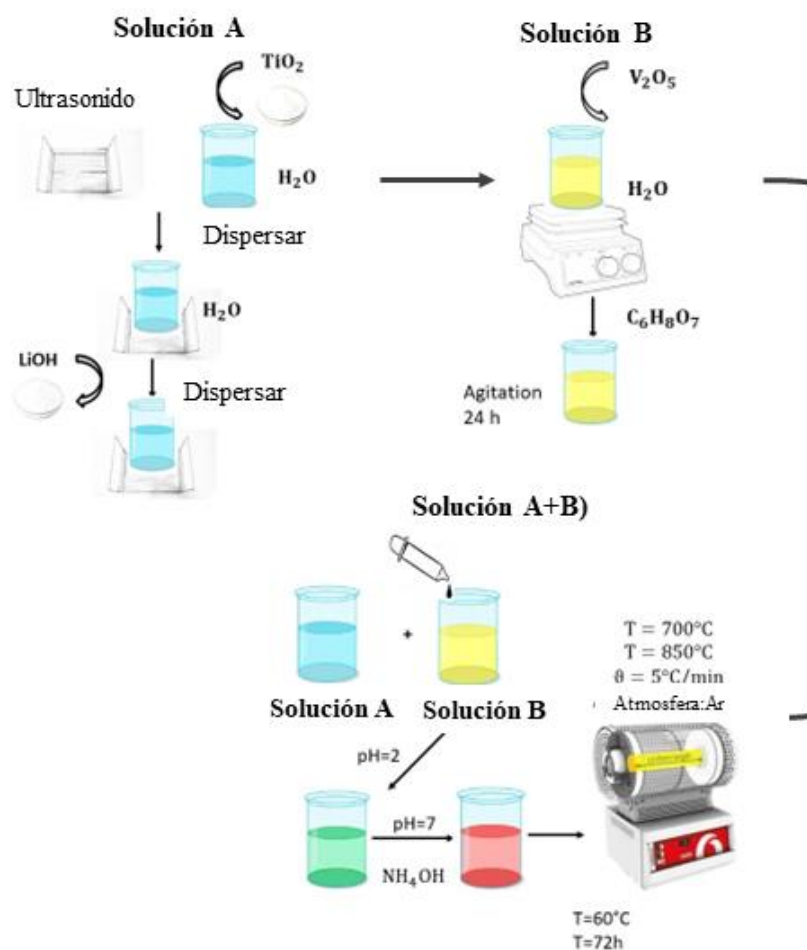 Solución A
TiO₂
Ultrasonido
H₂O
Dispersar
H₂O
LiOH
Dispersar
Solución B
V₂O₅
H₂O
C₆H₈O₇
Agitation
24 h
Solución A+B)
+
Solución A
Solución B
pH=2
pH=7
NH₄OH
T = 700°C
T = 850°C
θ = 5°C/min
Atmosfera:Ar
T=60°C
T=72h